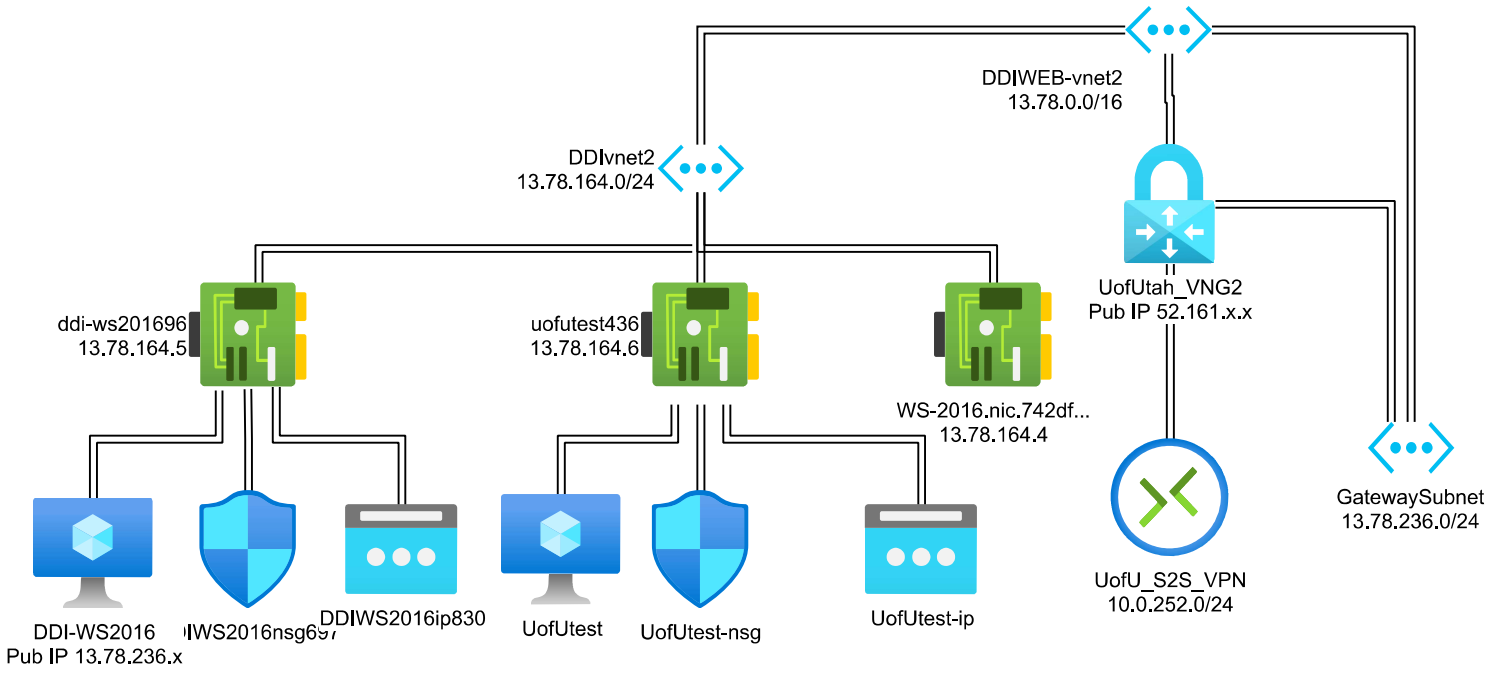 DDIWEB-vnet2
13.78.0.0/16
DDIvnet2
13.78.164.0/24
UofUtah_VNG2
Pub IP 52.161.x.x
ddi-ws201696
13.78.164.5
uofutest436
13.78.164.6
WS-2016.nic.742df...
13.78.164.4
GatewaySubnet
13.78.236.0/24
UofU_S2S_VPN
10.0.252.0/24
DDI-WS2016
Pub IP 13.78.236.x
IWS2016nsg697
DDIWS2016ip830
UofUtest
UofUtest-nsg
UofUtest-ip